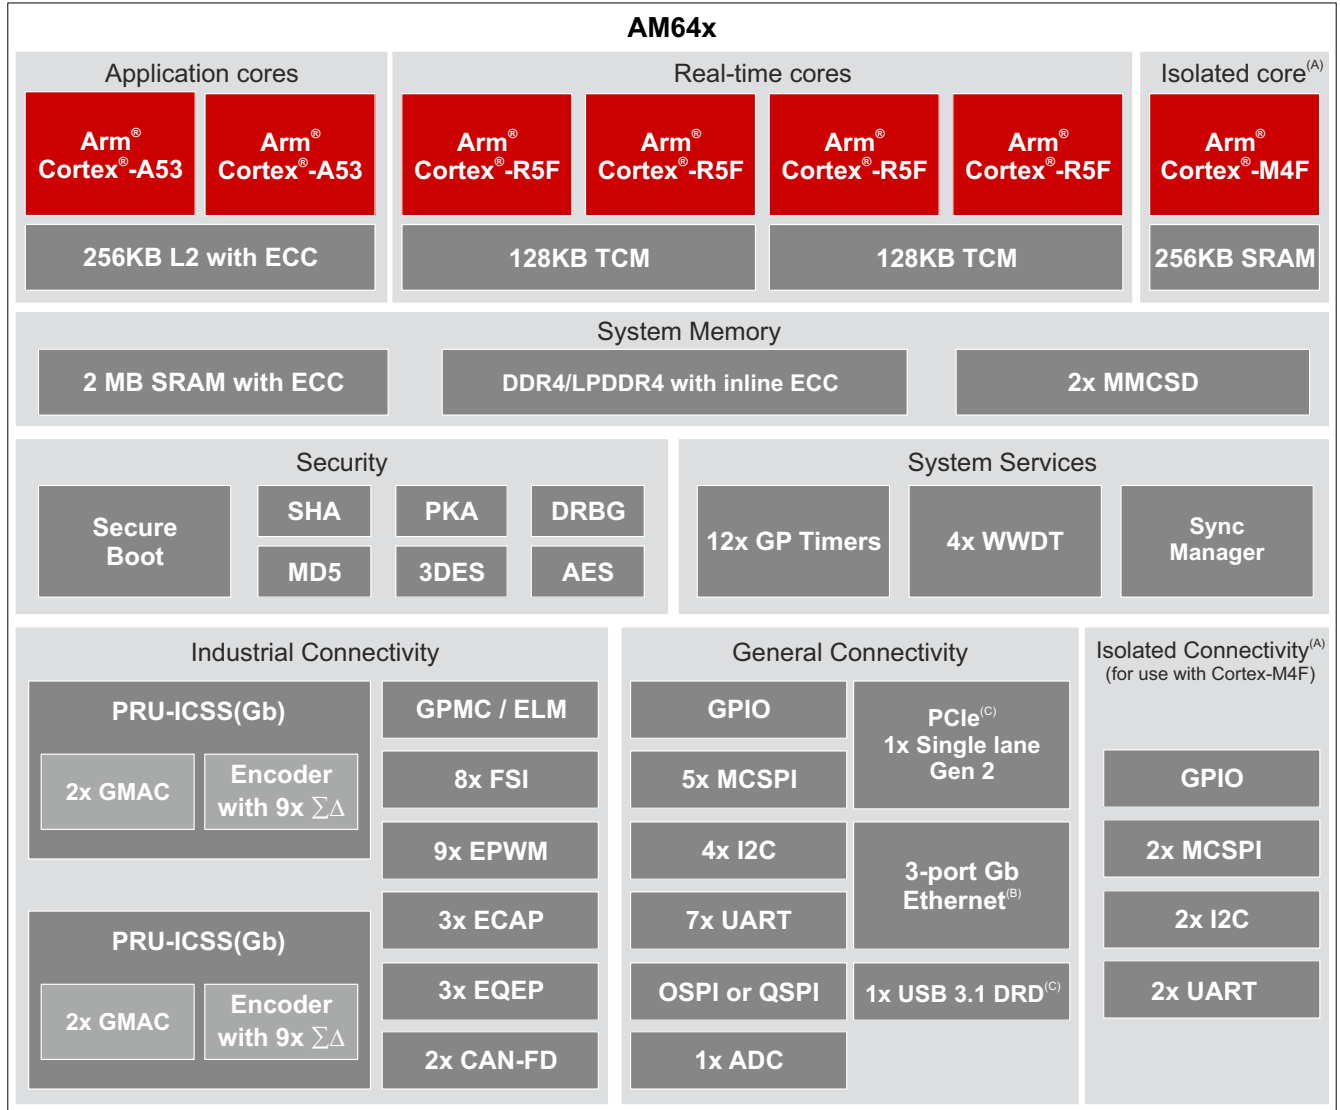 AM64x
Application cores
Arm®
Cortex®-A53
Arm®
Cortex®-A53
256KB L2 with ECC
Real-time cores
Arm®
Cortex®-R5F
Arm®
Cortex®-R5F
Arm®
Cortex®-R5F
Arm®
Cortex®-R5F
128KB TCM
128KB TCM
Isolated core(A)
Arm®
Cortex®-M4F
256KB SRAM
System Memory
2 MB SRAM with ECC
DDR4/LPDDR4 with inline ECC
2x MMCSD
Security
Secure
Boot
SHA
PKA
DRBG
MD5
3DES
AES
System Services
12x GP Timers
4x WWDT
Sync
Manager
Industrial Connectivity
PRU-ICSS(Gb)
2x GMAC
Encoder
with 9x ∑∆
PRU-ICSS(Gb)
2x GMAC
Encoder
with 9x ∑∆
GPMC / ELM
8x FSI
9x EPWM
3x ECAP
3x EQEP
2x CAN-FD
General Connectivity
GPIO
5x MCSPI
4x I2C
7x UART
OSPI or QSPI
1x ADC
PCIe(C)
1x Single lane
Gen 2
3-port Gb
Ethernet(B)
1x USB 3.1 DRD(C)
Isolated Connectivity(A)
(for use with Cortex-M4F)
GPIO
2x MCSPI
2x I2C
2x UART